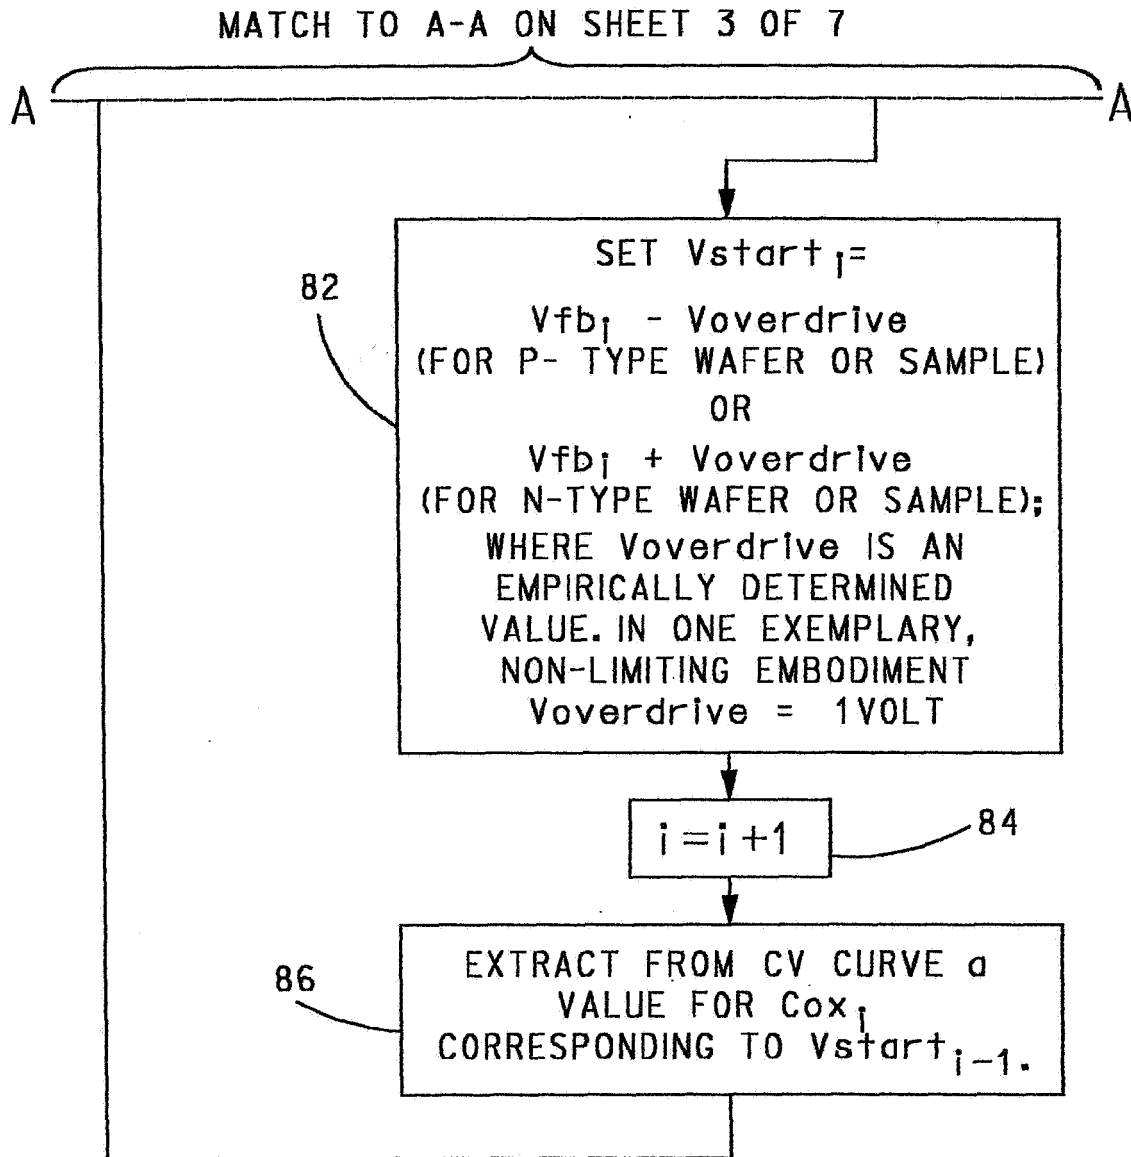 MATCH TO A-A ON SHEET 3 OF 7
A A
82
SET Vstart i=
Vfbi - Voverdrive
(FOR P- TYPE WAFER OR SAMPLE)
OR
Vfbi + Voverdrive
(FOR N-TYPE WAFER OR SAMPLE);
WHERE Voverdrive IS AN
EMPIRICALLY DETERMINED
VALUE. IN ONE EXEMPLARY,
NON-LIMITING EMBODIMENT
Voverdrive = 1VOLT
i=i+1
84
86
EXTRACT FROM CV CURVE a
VALUE FOR Coxi
CORRESPONDING TO Vstarti-1.